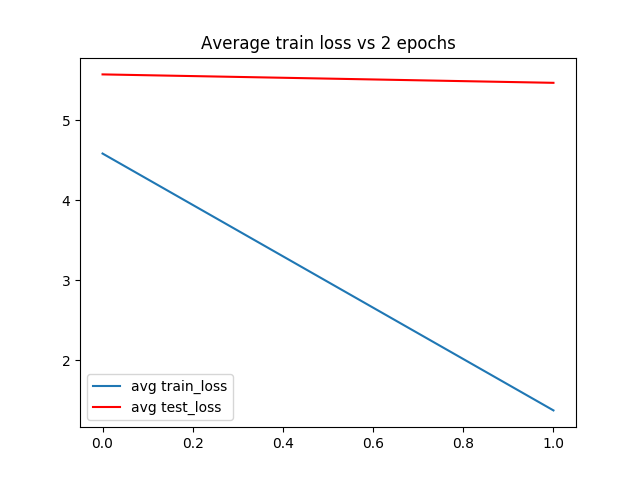 Average train loss vs 2 epochs
5
4
3
2
avg train_loss
avg test_loss
0.0 0.2 0.4 0.6 0.8 1.0